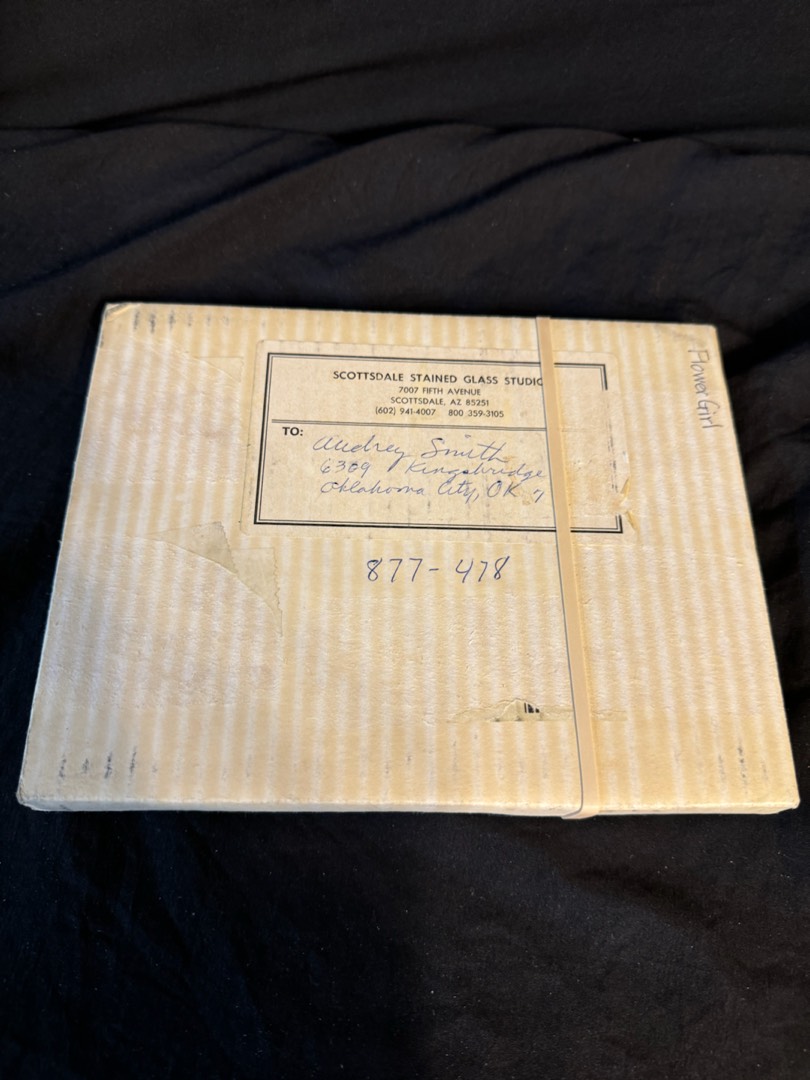 SCOTTSDALE STAINED GLASS STUDIO
7007 FIFTH AVENUE
SCOTTSDALE, AZ 85251
(602) 941-4007 800 359-3105
TO:
Audrey Smith
6309 Kingsbridge
Oklahoma City, OK 7
877-478
Flower Girl